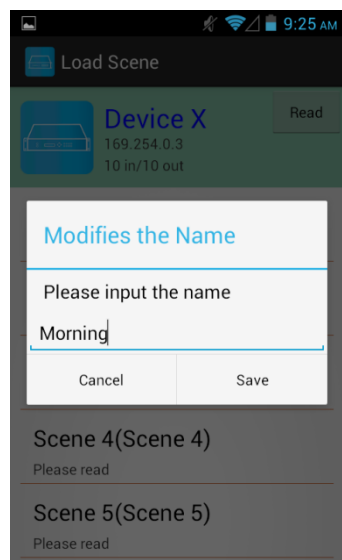 9:25 AM
Load Scene
Device X
Read
169.254.0.3
10 in/10 out
Modifies the Name
Please input the name
Morning
Cancel
Save
Scene 4(Scene 4)
Please read
Scene 5(Scene 5)
Please read